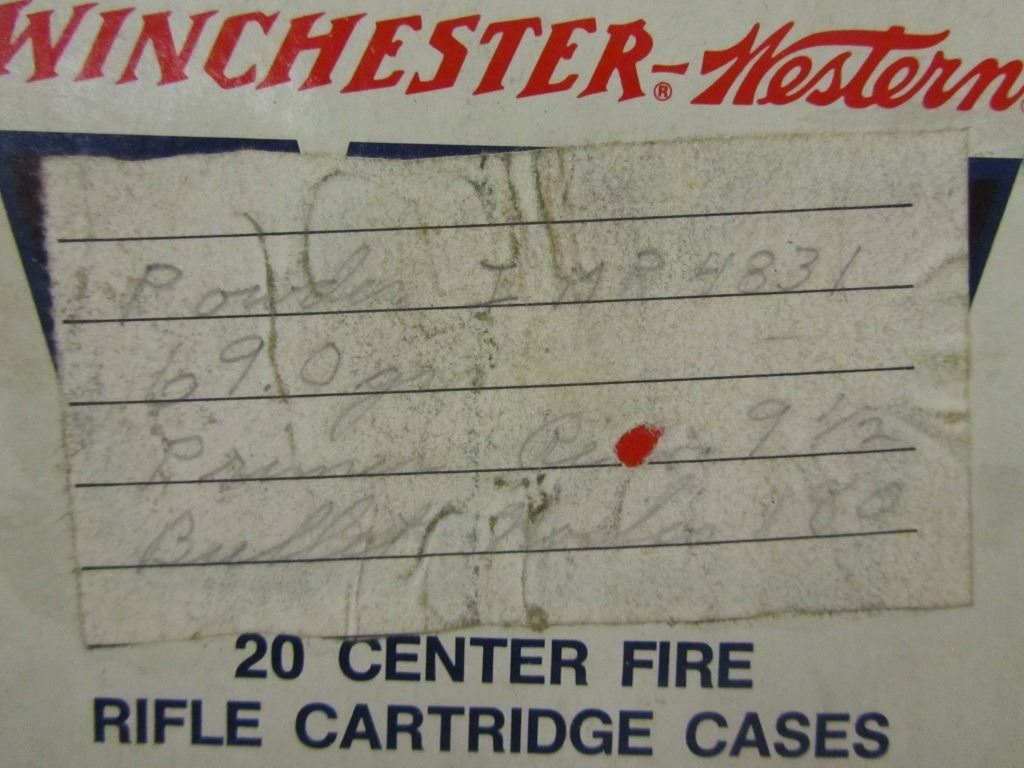 WINCHESTER®-Western
Powder IMR 4831
69.0 gr.
Primer 9 1/2
Bullet Nosler 180
20 CENTER FIRE
RIFLE CARTRIDGE CASES